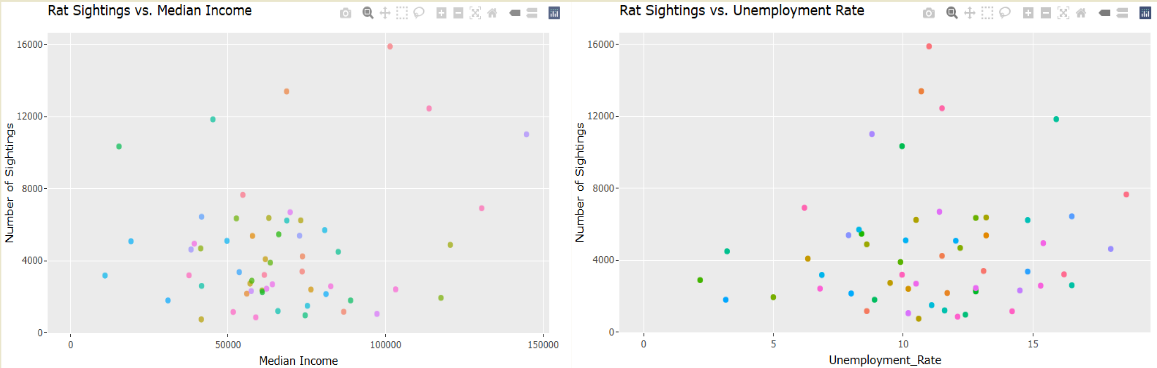 Rat Sightings vs. Median Income
Number of Sightings
16000
12000
8000
4000
0
0 50000 100000 150000
Median Income
Rat Sightings vs. Unemployment Rate
Number of Sightings
16000
12000
8000
4000
0
0 5 10 15
Unemployment_Rate